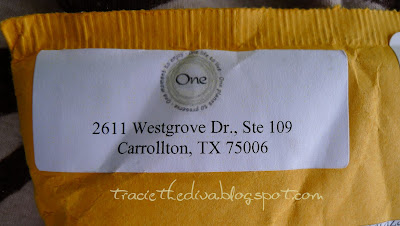 One
2611 Westgrove Dr., Ste 109
Carrollton, TX 75006
traciethediva.blogspot.com